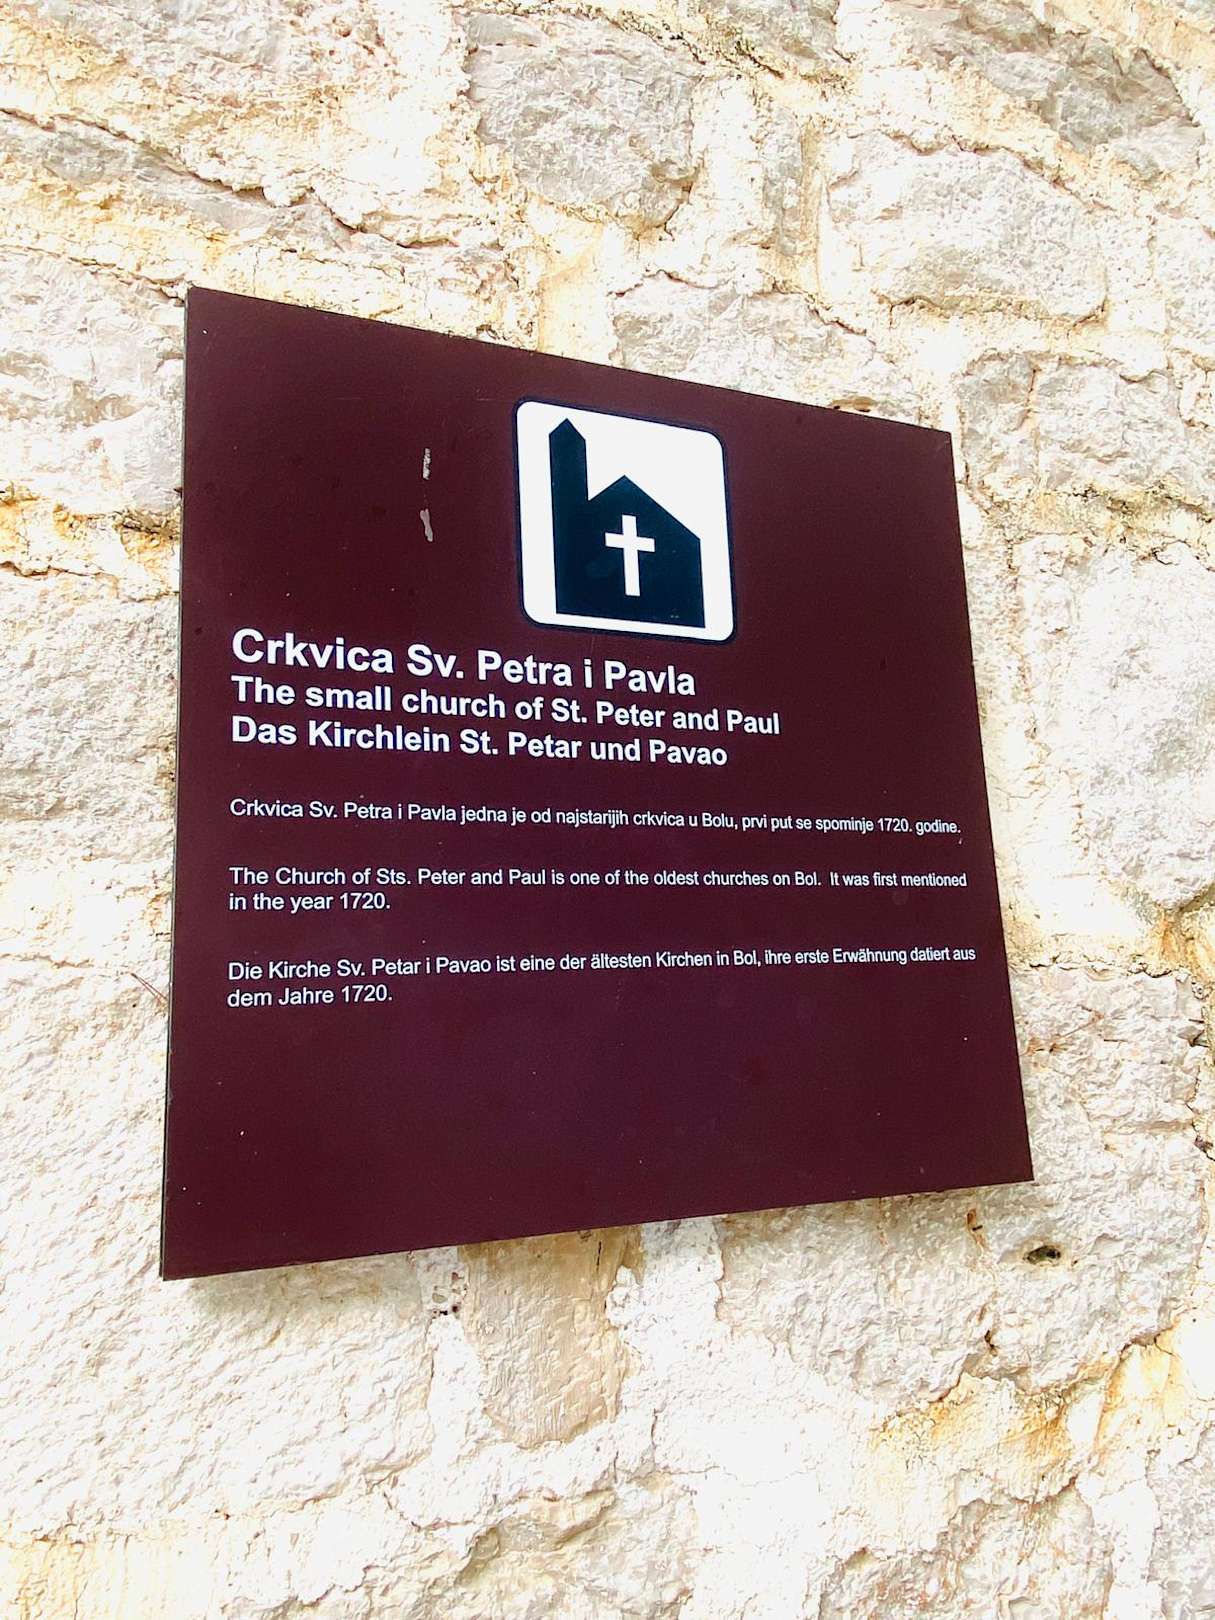 Crkvica Sv. Petra i Pavla
The small church of St. Peter and Paul
Das Kirchlein St. Petar und Pavao
Crkvica Sv. Petra i Pavla jedna je od najstarijih crkvica u Bolu, prvi put se spominje 1720. godine.
The Church of Sts. Peter and Paul is one of the oldest churches on Bol. It was first mentioned
in the year 1720.
Die Kirche Sv. Petar i Pavao ist eine der ältesten Kirchen in Bol, ihre erste Erwähnung datiert aus
dem Jahre 1720.